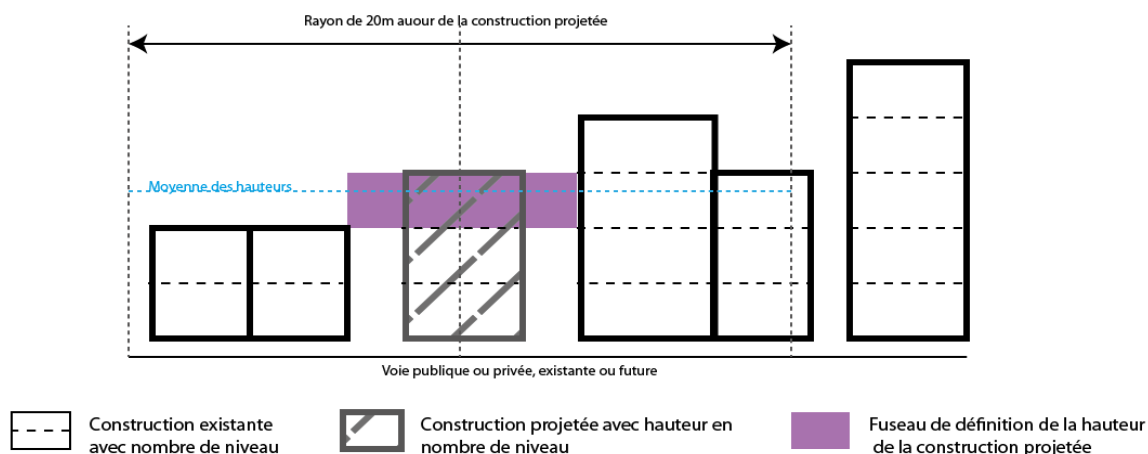 Rayon de 20m auour de la construction projetée
Moyenne des hauteurs
Voie publique ou privée, existante ou future
Construction existante
avec nombre de niveau
Construction projetée avec hauteur en
nombre de niveau
Fuseau de définition de la hauteur
de la construction projetée